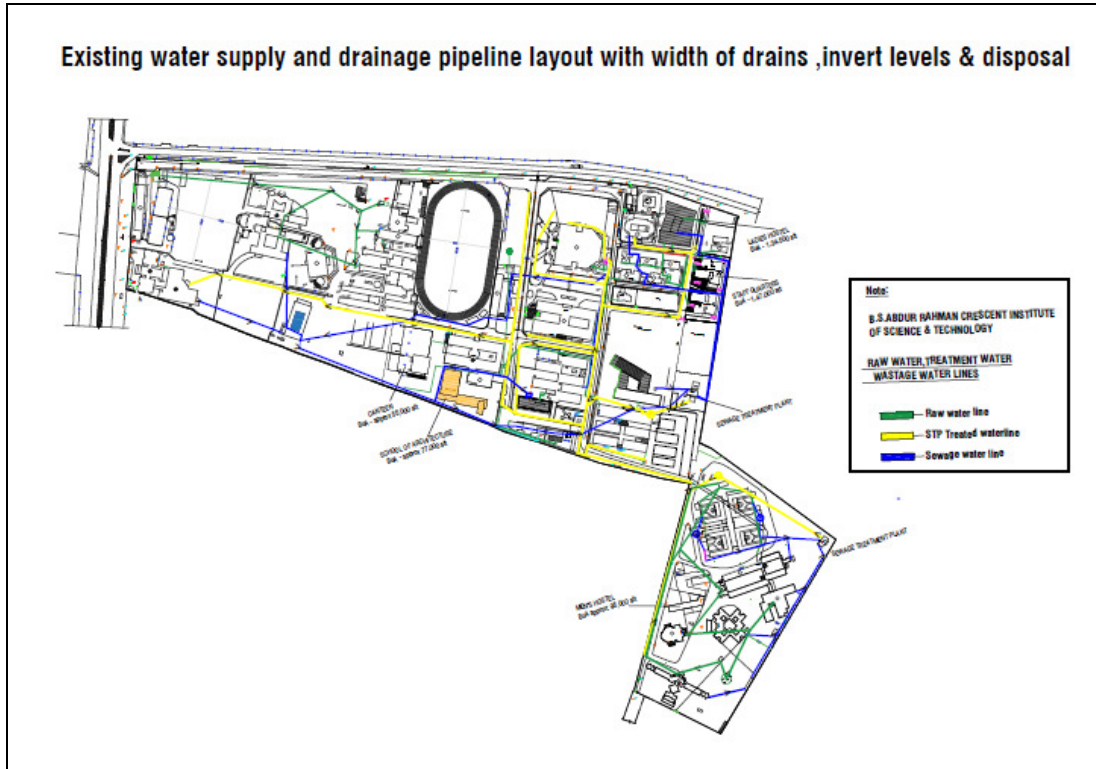 Existing water supply and drainage pipeline layout with width of drains ,invert levels & disposal
LADIES HOSTEL
STAFF QUARTERS
Note:
B.S.ABDUR RAHMAN CRESCENT INSTITUTE
OF SCIENCE & TECHNOLOGY
RAW WATER,TREATMENT WATER
WASTAGE WATER LINES
Raw water line
STP Treated waterline
Sewage water line
CANTEEN
SCHOOL OF ARCHITECTURE
SEWAGE TREATMENT PLANT
SEWAGE TREATMENT PLANT
MEN'S HOSTEL